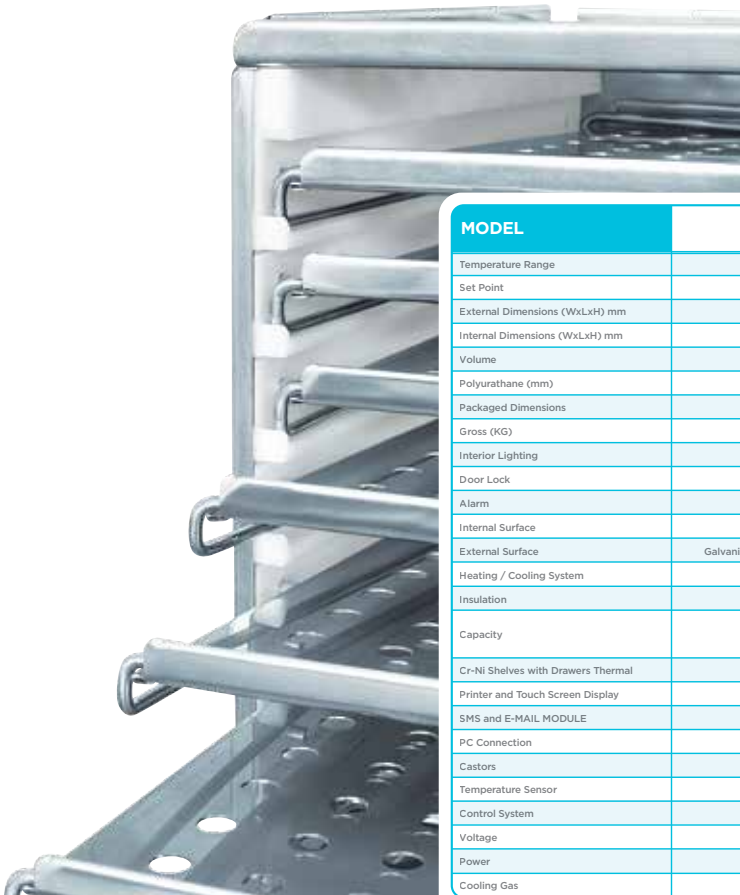 MODEL
Temperature Range
Set Point
External Dimensions (WxLxH) mm
Internal Dimensions (WxLxH) mm
Volume
Polyurathane (mm)
Packaged Dimensions
Gross (KG)
Interior Lighting
Door Lock
Alarm
Internal Surface
External Surface Galvani
Heating / Cooling System
Insulation
Capacity
Cr-Ni Shelves with Drawers Thermal
Printer and Touch Screen Display
SMS and E-MAIL MODULE
PC Connection
Castors
Temperature Sensor
Control System
Voltage
Power
Cooling Gas